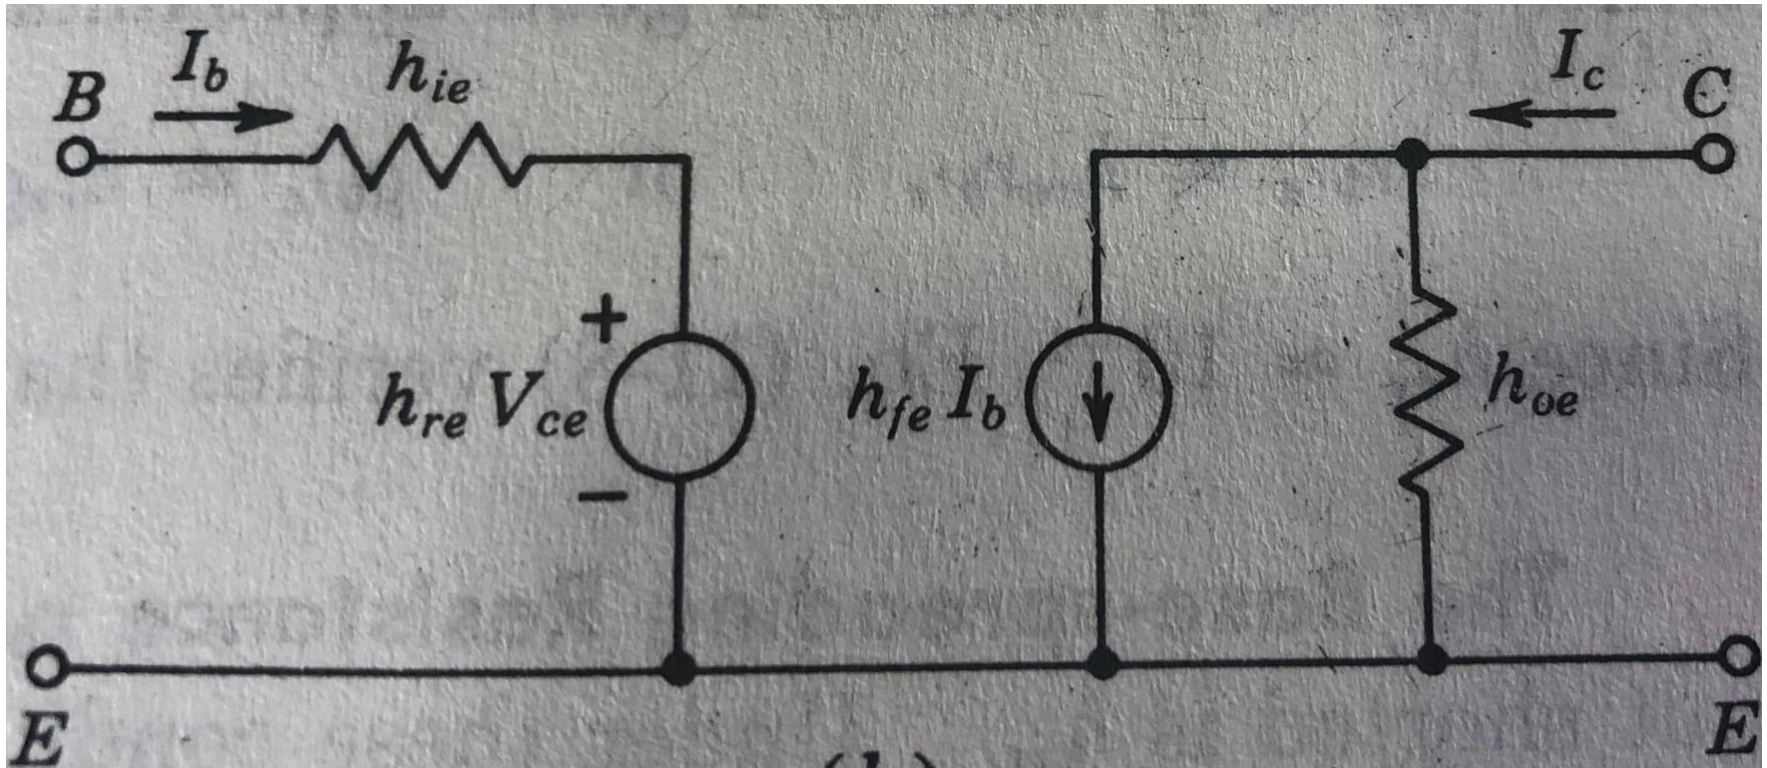 B I_b h_ie I_c C
+
h_re V_ce h_fe I_b h_oe
−
E E